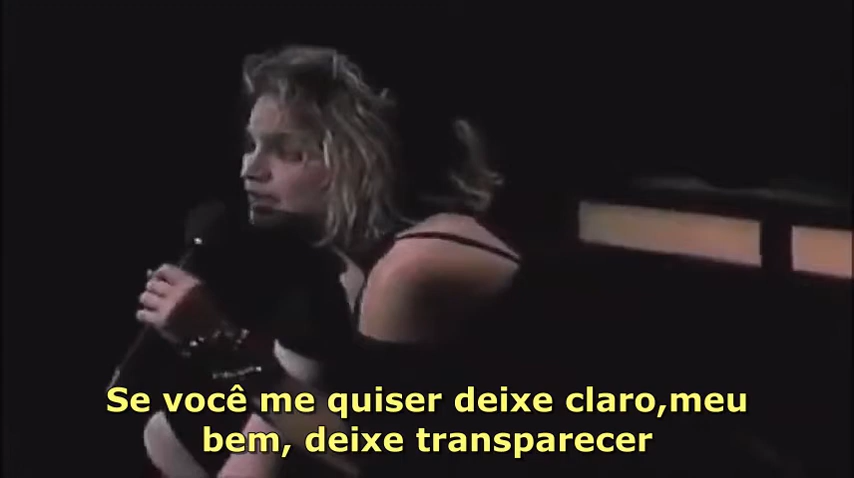 Se você me quiser deixe claro,meu
bem, deixe transparecer